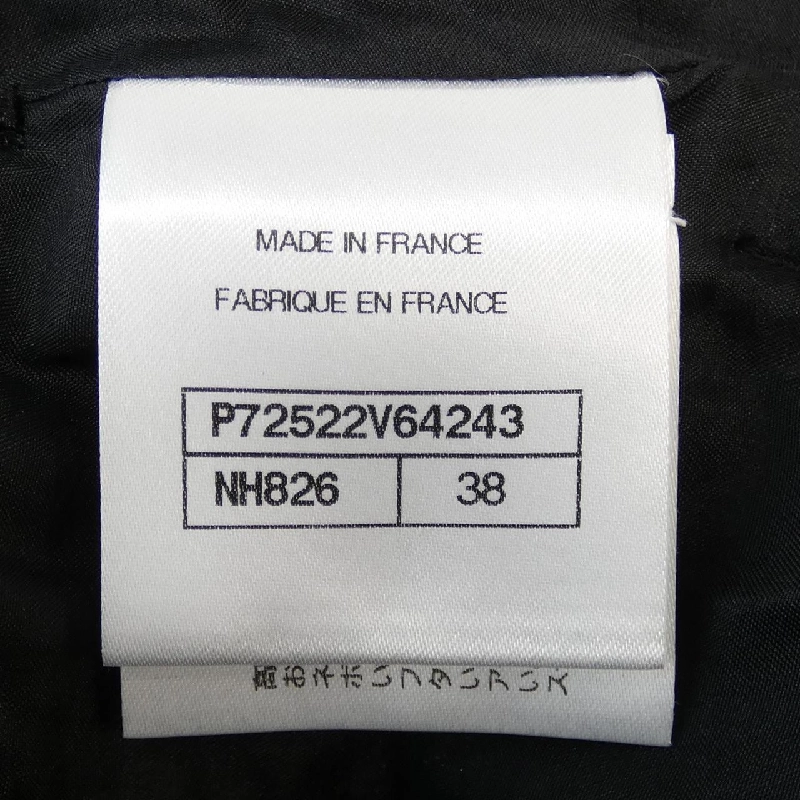 MADE IN FRANCE
FABRIQUE EN FRANCE
P72522V64243
NH826 38